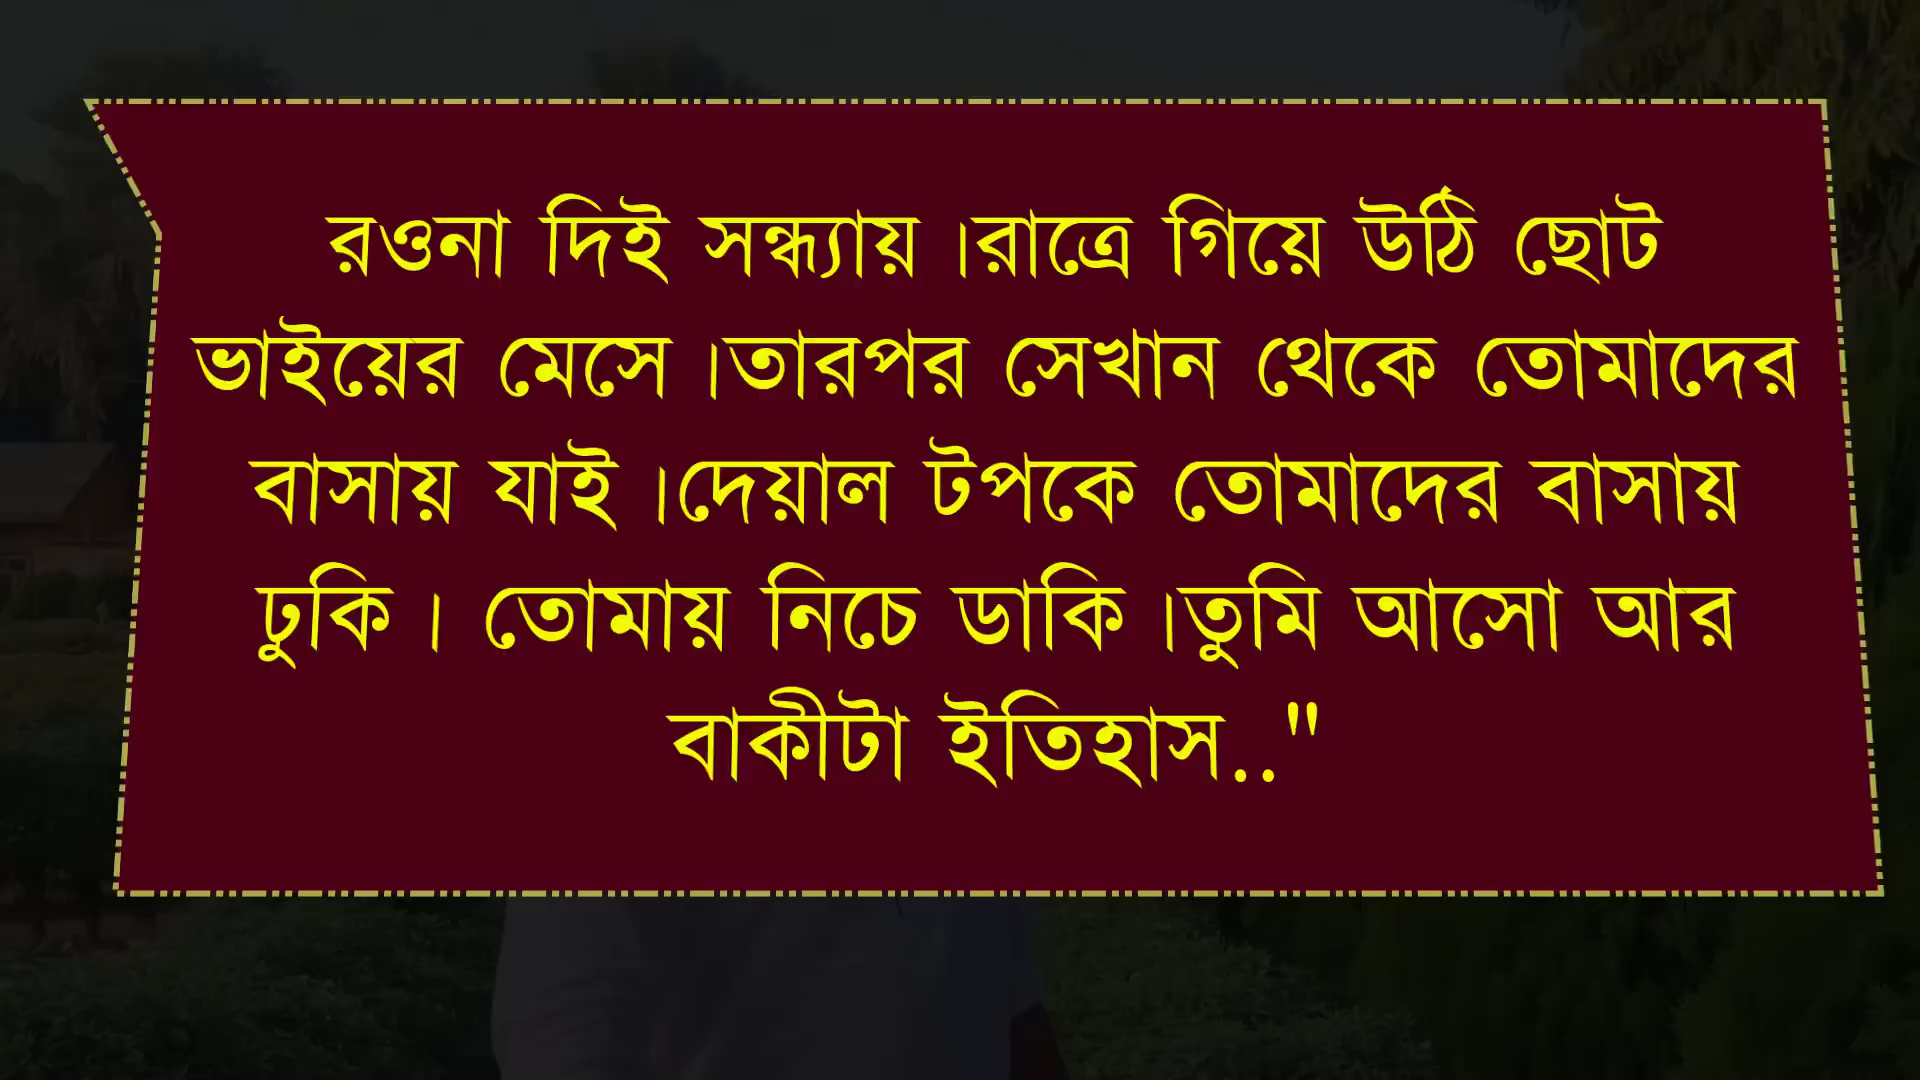 রওনা দিই সন্ধ্যায় ।রাত্রে গিয়ে উঠি ছোট
ভাইয়ের মেসে ।তারপর সেখান থেকে তোমাদের
বাসায় যাই ।দেয়াল টপকে তোমাদের বাসায়
ঢুকি । তোমায় নিচে ডাকি ।তুমি আসো আর
বাকীটা ইতিহাস.."